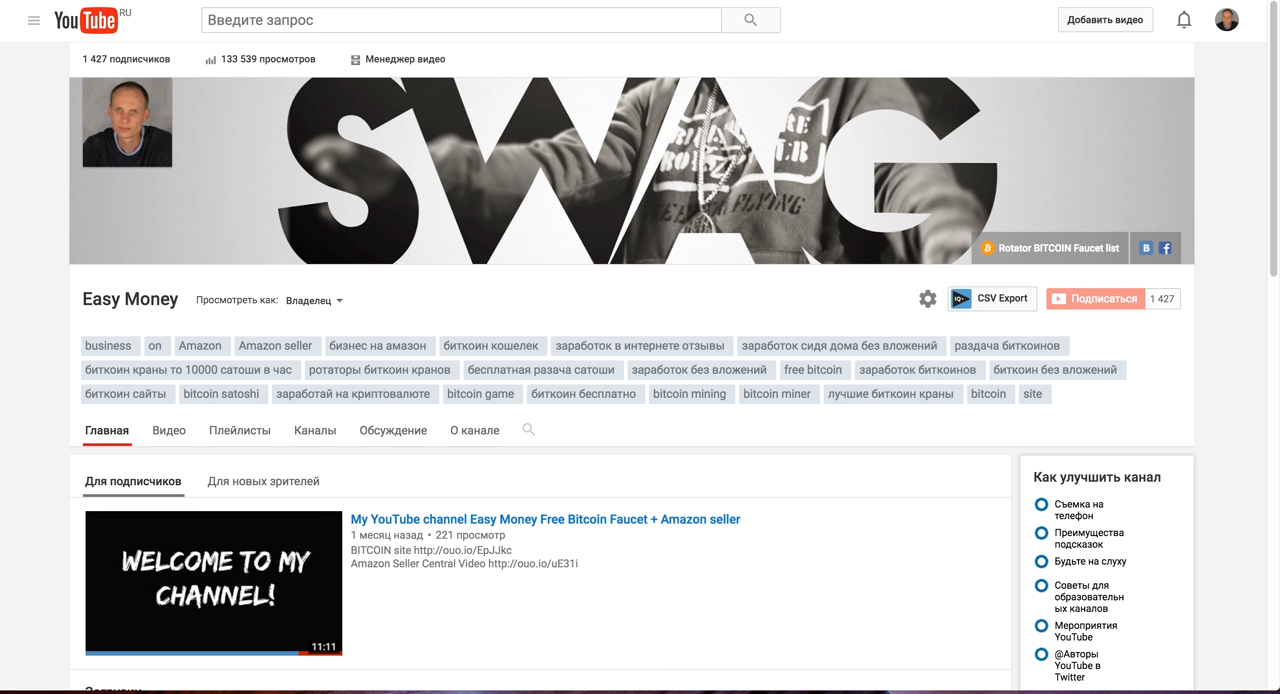 YouTube RU
Введите запрос
Добавить видео
1 427 подписчиков 133 539 просмотров Менеджер видео
SWAG
FLYING
Rotator BITCOIN Faucet list
Easy Money Просмотреть как: Владелец
CSV Export Подписаться 1 427
business on Amazon Amazon seller бизнес на амазон биткоин кошелек заработок в интернете отзывы заработок сидя дома без вложений раздача биткоинов
биткоин краны то 10000 сатоши в час ротаторы биткоин кранов бесплатная разача сатоши заработок без вложений free bitcoin заработок биткоинов биткоин без вложений
биткоин сайты bitcoin satoshi заработай на криптовалюте bitcoin game биткоин бесплатно bitcoin mining bitcoin miner лучшие биткоин краны bitcoin site
Главная Видео Плейлисты Каналы Обсуждение О канале
Для подписчиков Для новых зрителей
WELCOME TO MY
CHANNEL!
11:11
My YouTube channel Easy Money Free Bitcoin Faucet + Amazon seller
1 месяц назад • 221 просмотр
BITCOIN site http://ouo.io/EpJJkc
Amazon Seller Central Video http://ouo.io/uE31i
Как улучшить канал
Съемка на
телефон
Преимущества
подсказок
Будьте на слуху
Советы для
образовательн
ых каналов
Мероприятия
YouTube
@Авторы
YouTube в
Twitter